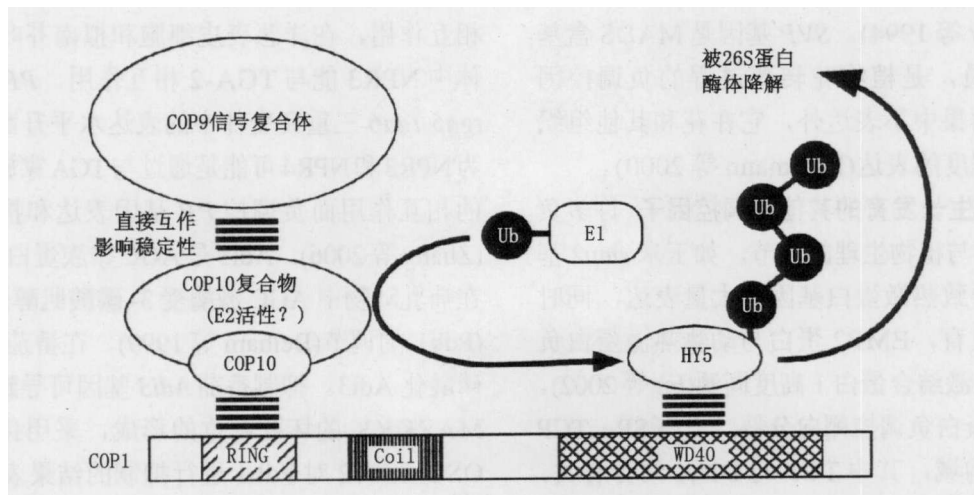 被26S蛋白
酶体降解
COP9信号复合体
直接互作
影响稳定性
Ub
Ub
E1
Ub
Ub
Ub
COP10复合物
(E2活性？)
COP10
HY5
COP1
RING
Coil
WD40